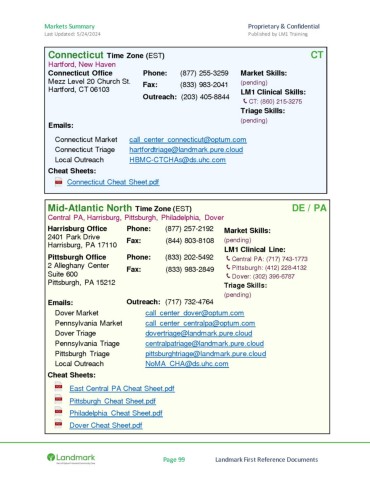 Markets Summary Proprietary & Confidential
Last Updated: 5/24/2024 Published by LM1 Training
Connecticut Time Zone (EST) CT
Hartford, New Haven
Connecticut Office Phone: (877) 255-3259 Market Skills:
Mezz Level 20 Church St. Fax: (833) 983-2041 (pending)
Hartford, CT 06103 Outreach: (203) 405-8844 LM1 Clinical Skills:
CT: (860) 215-3275
Triage Skills:
(pending)
Emails:
Connecticut Market call_center_connecticut@optum.com
Connecticut Triage hartfordtriage@landmark.pure.cloud
Local Outreach HBMC-CTCHAs@ds.uhc.com
Cheat Sheets:
Connecticut Cheat Sheet.pdf
Mid-Atlantic North Time Zone (EST) DE / PA
Central PA, Harrisburg, Pittsburgh, Philadelphia, Dover
Harrisburg Office Phone: (877) 257-2192 Market Skills:
2401 Park Drive Fax: (844) 803-8108 (pending)
Harrisburg, PA 17110 LM1 Clinical Line:
Pittsburgh Office Phone: (833) 202-5492 Central PA: (717) 743-1773
2 Alleghany Center Fax: (833) 983-2849 Pittsburgh: (412) 228-4132
Suite 600 Dover: (302) 396-6787
Pittsburgh, PA 15212 Triage Skills:
(pending)
Emails: Outreach: (717) 732-4764
Dover Market call_center_dover@optum.com
Pennsylvania Market call_center_centralpa@optum.com
Dover Triage dovertriage@landmark.pure.cloud
Pennsylvania Triage centralpatriage@landmark.pure.cloud
Pittsburgh Triage pittsburghtriage@landmark.pure.cloud
Local Outreach NoMA_CHA@ds.uhc.com
Cheat Sheets:
East Central PA Cheat Sheet.pdf
Pittsburgh Cheat Sheet.pdf
Philadelphia Cheat Sheet.pdf
Dover Cheat Sheet.pdf
Landmark Page 99 Landmark First Reference Documents